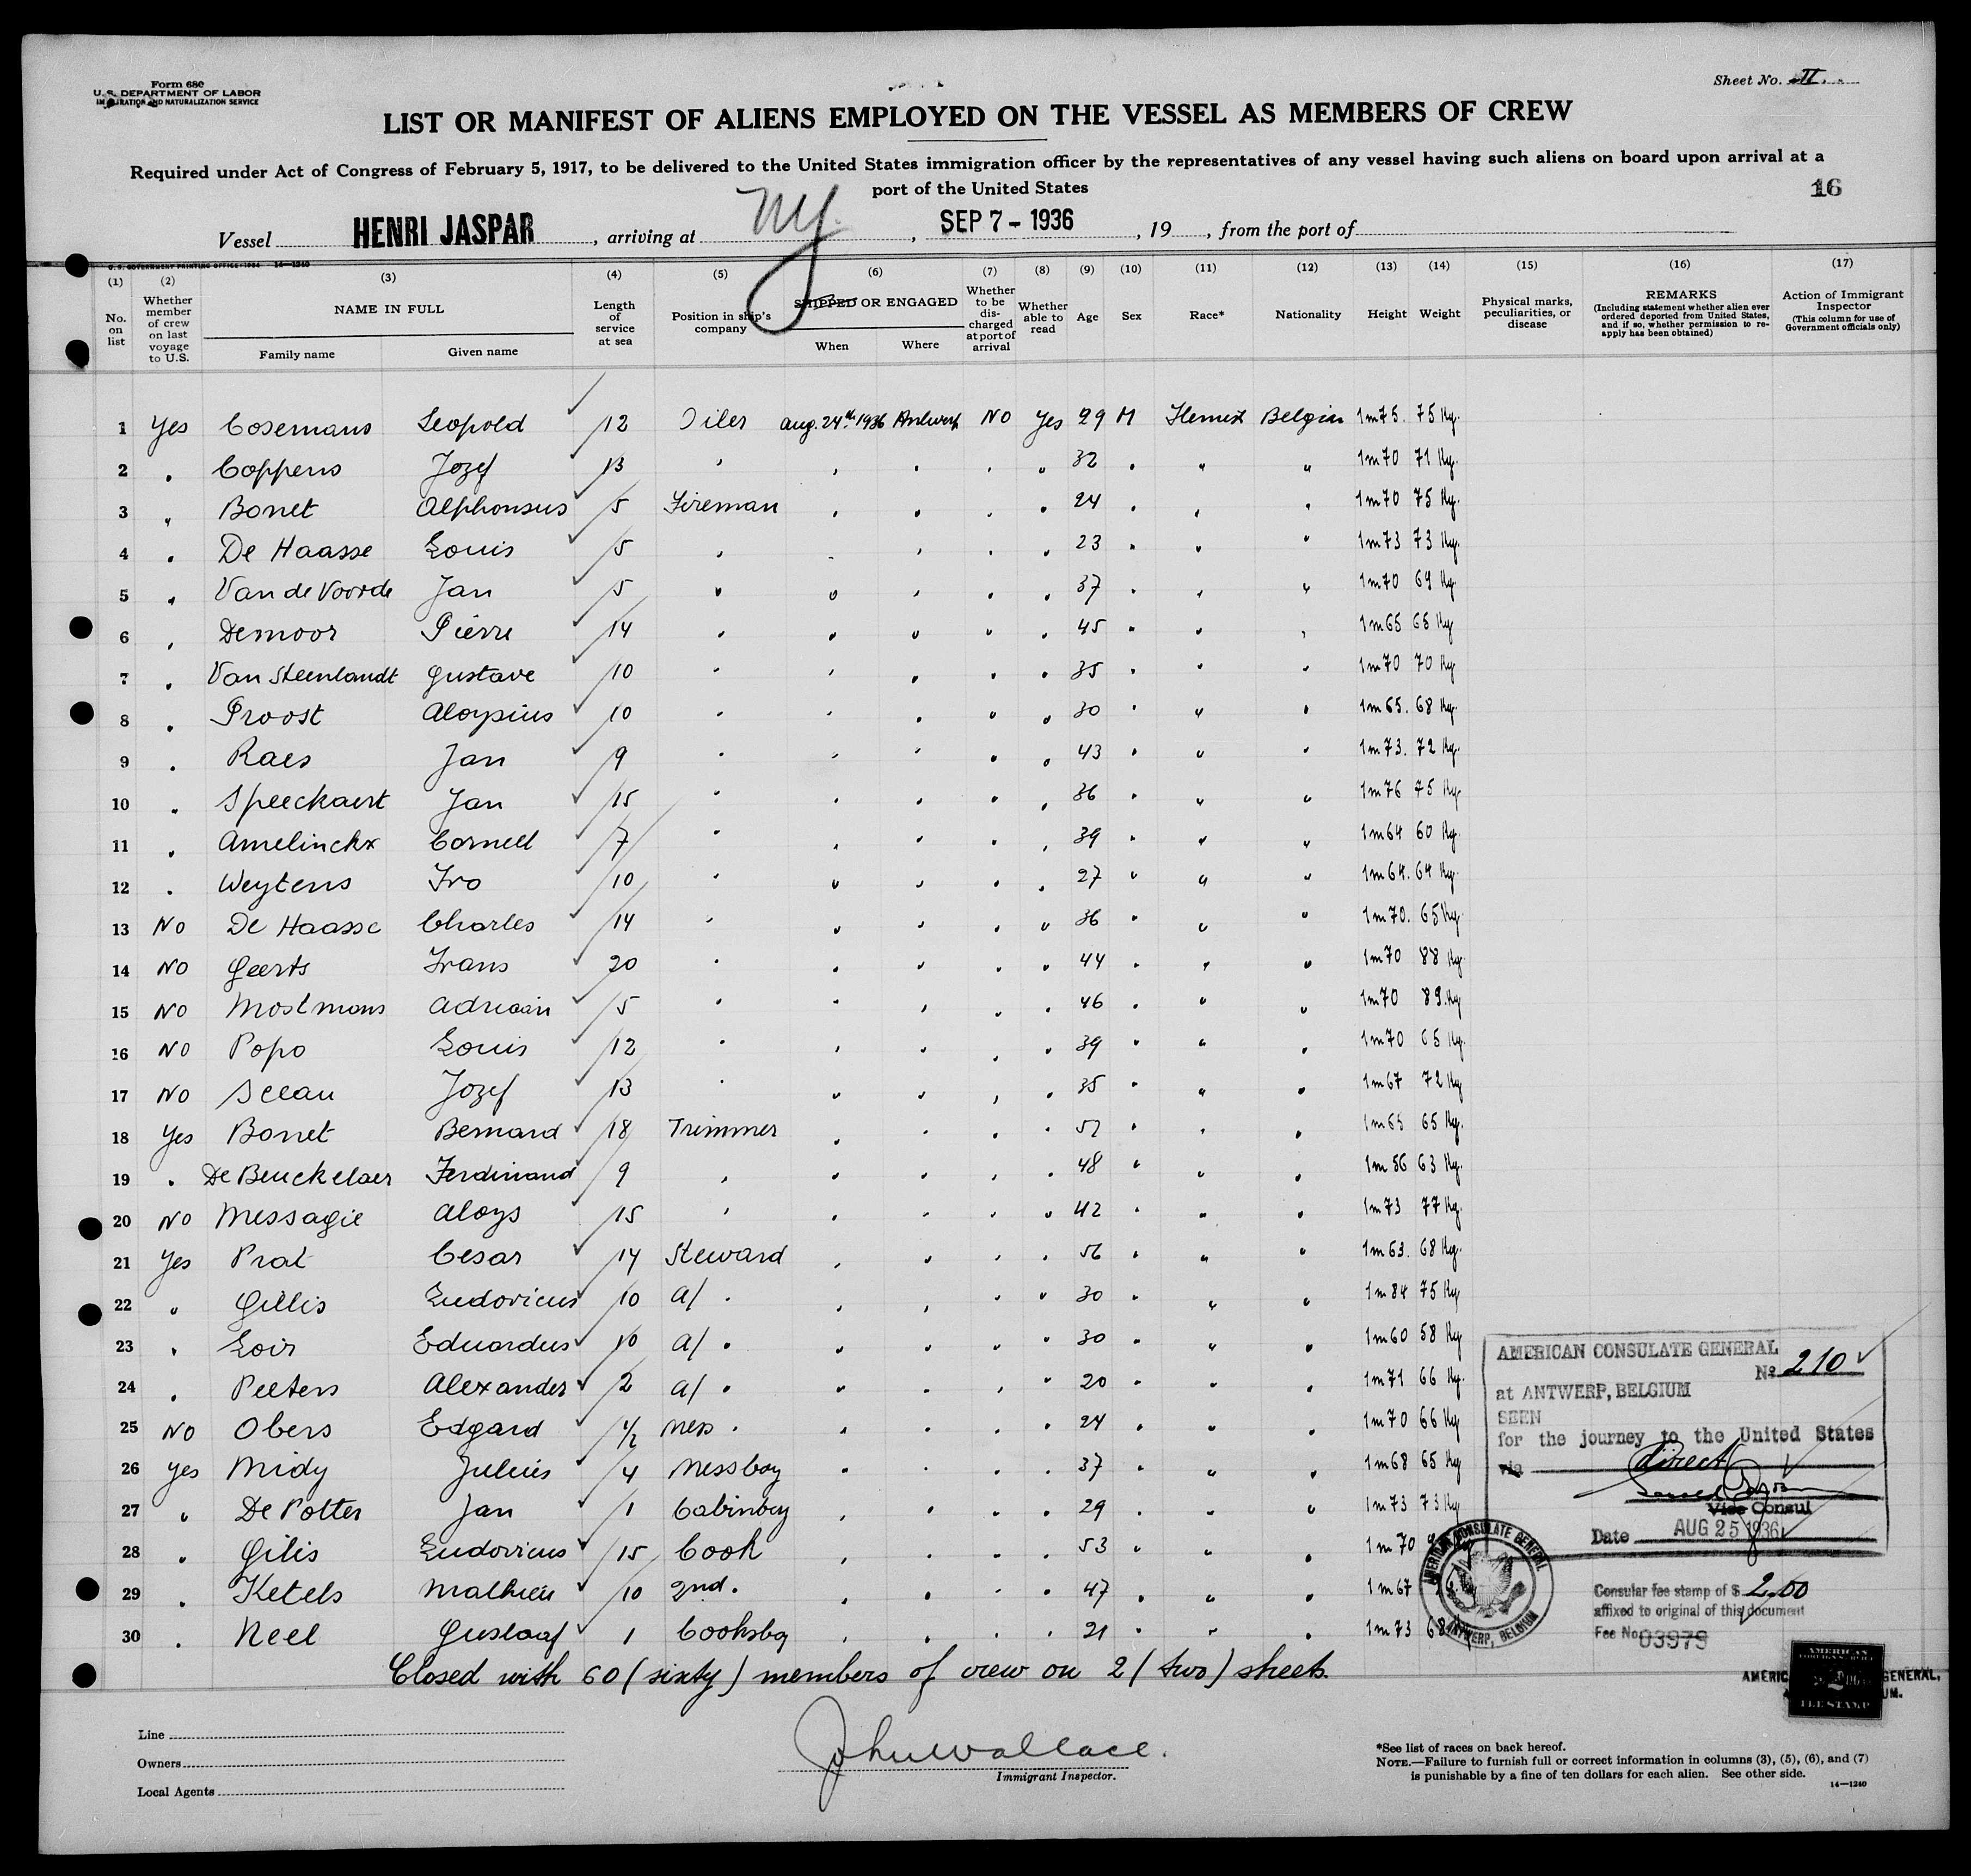 Form 680
U. S. DEPARTMENT OF LABOR
IMMIGRATION AND NATURALIZATION SERVICE
Sheet No. II
LIST OR MANIFEST OF ALIENS EMPLOYED ON THE VESSEL AS MEMBERS OF CREW
Required under Act of Congress of February 5, 1917, to be delivered to the United States immigration officer by the representatives of any vessel having such aliens on board upon arrival at a
port of the United States
16
Vessel HENRI JASPAR, arriving at NY, SEP 7 - 1936, 19, from the port of
U. S. GOVERNMENT PRINTING OFFICE: 1934 14—1240
(1) (2) (3) (4) (5) (6) (7) (8) (9) (10) (11) (12) (13) (14) (15) (16) (17)
No. on list
Whether member of crew on last voyage to U.S.
NAME IN FULL
Family name Given name
Length of service at sea
Position in ship's company
SHIPPED OR ENGAGED
When Where
Whether to be discharged at port of arrival
Whether able to read
Age Sex Race* Nationality Height Weight
Physical marks, peculiarities, or disease
REMARKS
(Including statement whether alien ever ordered deported from United States, and if so, whether permission to reapply has been obtained)
Action of Immigrant Inspector
(This column for use of Government officials only)
1 Yes Cosemans Leopold 12 Oiler Aug. 24th 1936 Antwerp NO Yes 29 M Flemish Belgian 1m75. 75 Kg.
2 " Coppens Jozef 13 " " " " " 32 " " " 1m70 71 Kg.
3 " Bonet Alphonsus 5 Fireman " " " " 24 " " " 1m70 75 Kg.
4 " De Haasse Louis 5 " " " " " 23 " " " 1m73 73 Kg.
5 " Van de Voorde Jan 5 " " " " " 37 " " " 1m70 69 Kg.
6 " Demoor Pierre 14 " " " " " 45 " " " 1m65 65 Kg
7 " Van Steenlandt Gustave 10 " " " " " 35 " " " 1m70 70 Kg
8 " Proost Aloysius 10 " " " " " 30 " " " 1m65. 68 Kg.
9 " Raes Jan 9 " " " " " 43 " " " 1m73. 72 Kg.
10 " Speeckaert Jan 15 " " " " " 36 " " " 1m76 75 Kg.
11 " Amelinckx Corneel 7 " " " " " 39 " " " 1m64 60 Kg.
12 " Weytens Ivo 10 " " " " " 27 " " " 1m64. 64 Kg.
13 NO De Haasse Charles 14 " " " " " 36 " " " 1m70. 65 Kg.
14 NO Geerts Frans 20 " " " " " 44 " " " 1m70 88 Kg.
15 NO Mostmans Adriaan 5 " " " " " 46 " " " 1m70 89. Kg
16 NO Popo Louis 12 " " " " " 39 " " " 1m70 65 Kg.
17 NO Jozef 13 " " " " " 35 " " " 1m67 72 Kg
18 Yes Bonet Bernard 18 Trimmer " " " " " " " 1m65 65 Kg.
19 " De Beuckelaer Ferdinand 9 " " " " " 48 " " " 1m56 63 Kg.
20 NO Messagie Aloys 15 " " " " " 42 " " " 1m73 77 Kg.
21 Yes Prat Cesar 14 Steward " " " " 56 " " " 1m63. 68 Kg.
22 " Gillis Ludovicus 10 a/ " " " " " 30 " " " 1m84 75 Kg
23 " Loir Eduardus 10 a/ " " " " " 30 " " " 1m60 58 Kg
24 " Peeters Alexander 2 a/ " " " " " 20 " " " 1m71 66 Kg.
25 NO Obers Edgard 1/2 Mess " " " " " 24 " " " 1m70 66 Kg
26 Yes Midy Julius 4 Messboy " " " " 37 " " " 1m68 65 Kg
27 " De Potter Jan 1 Cabinboy " " " " 29 " " " 1m73 73 Kg
28 " Gilis Ludovicus 15 Cook " " " " 53 " " " 1m70
29 " Ketels Mathieu 10 2nd. " " " " 47 " " " 1m67
30 " Neel Gustaaf 1 Cooksboy " " " " 21 " " " 1m73 68
Closed with 60 (sixty) members of crew on 2 (two) sheets.
AMERICAN CONSULATE GENERAL
No 210
at ANTWERP, BELGIUM
SEEN
for the journey to the United States
via direct
Vice Consul
Date AUG 25 1936
AMERICAN CONSULATE GENERAL ANTWERP, BELGIUM
Consular fee stamp of $ 2.00
affixed to original of this document
Fee No 03979
AMERICAN FOREIGN SERVICE
2
FEE STAMP
AMERIC GENERAL,
UM.
Line
Owners
Local Agents
John Wallace.
Immigrant Inspector.
*See list of races on back hereof.
NOTE.—Failure to furnish full or correct information in columns (3), (5), (6), and (7)
is punishable by a fine of ten dollars for each alien. See other side.
14—1240